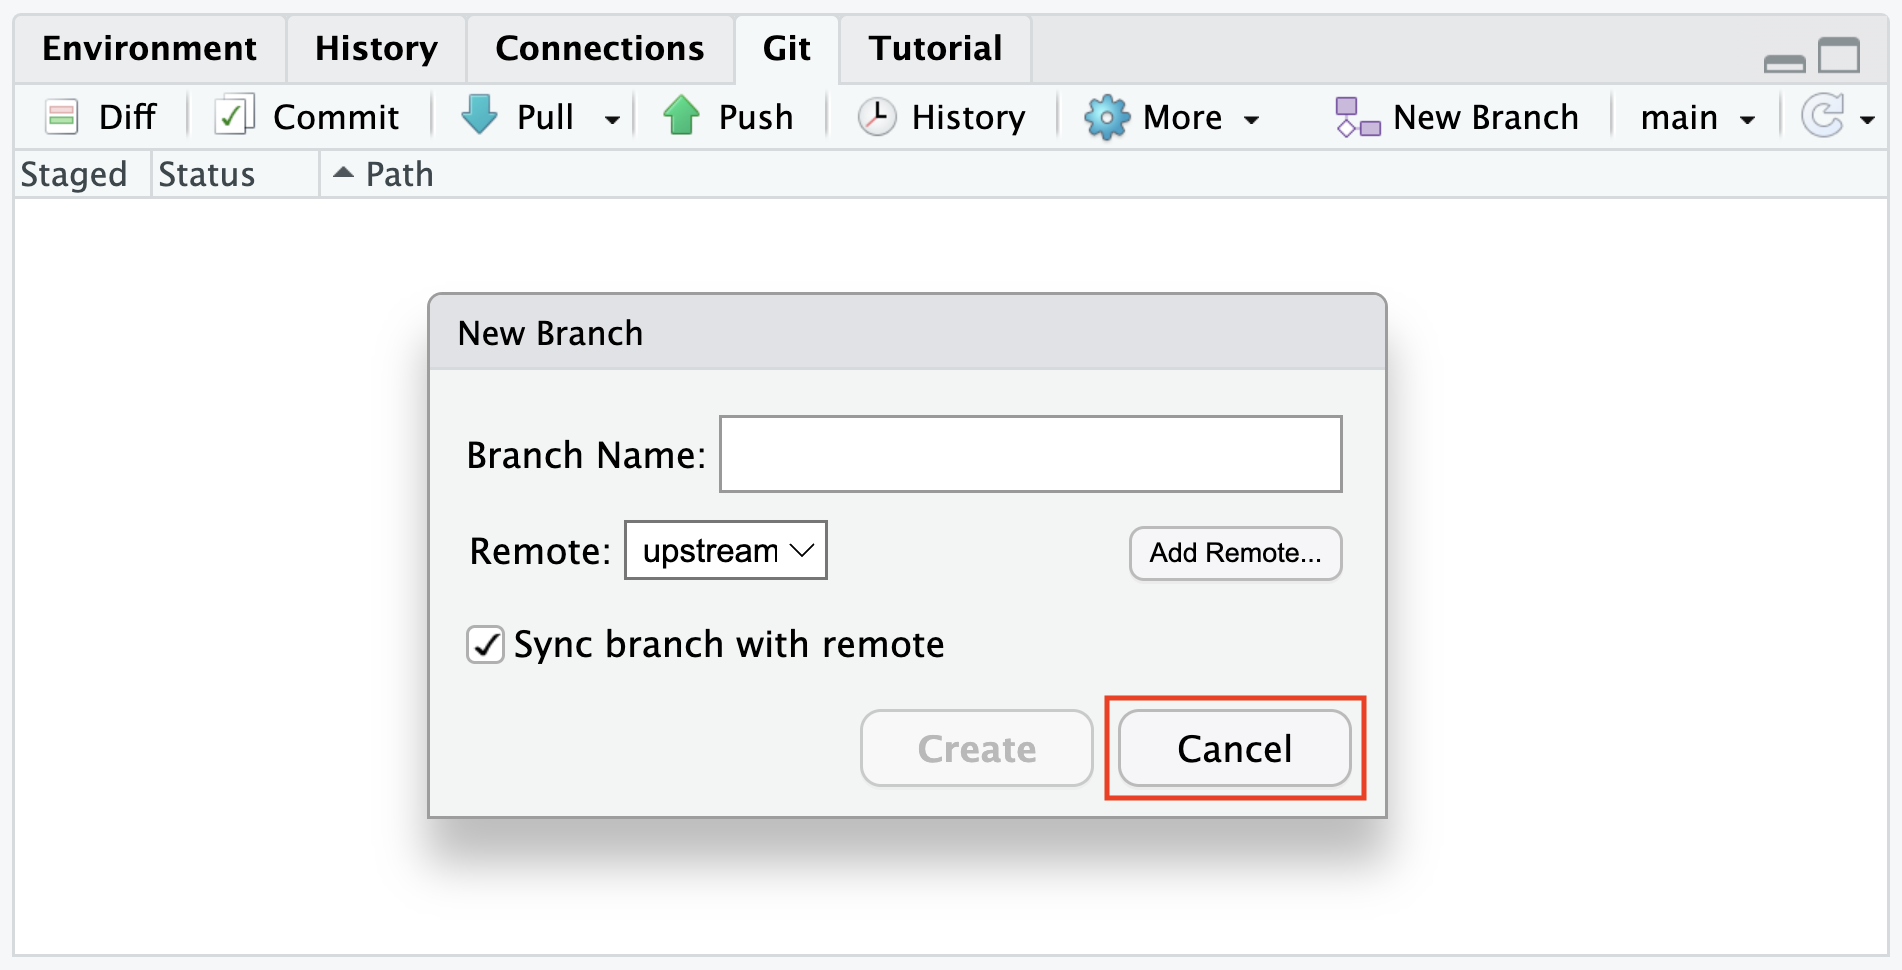 Environment History Connections Git Tutorial
Diff Commit Pull Push History More New Branch main
Staged Status Path
New Branch
Branch Name:
Remote: upstream Add Remote...
Sync branch with remote
Create Cancel